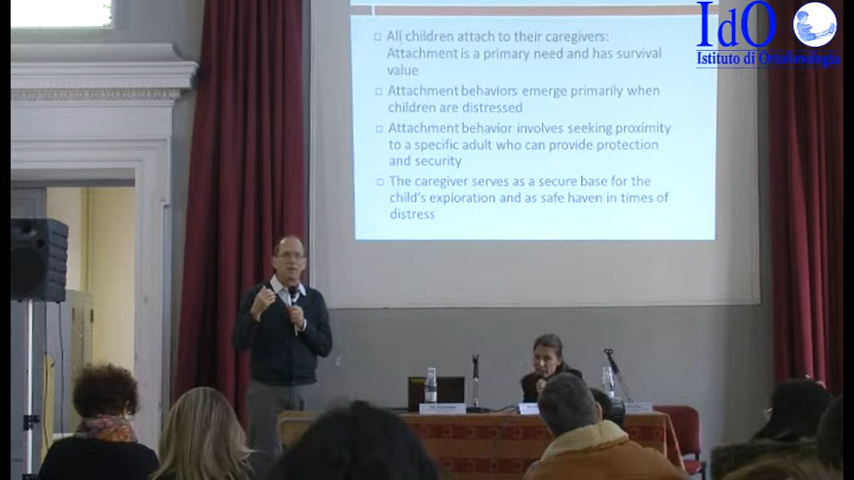 IdO
Istituto di Ortofonologia
□ All children attach to their caregivers:
Attachment is a primary need and has survival
value
□ Attachment behaviors emerge primarily when
children are distressed
□ Attachment behavior involves seeking proximity
to a specific adult who can provide protection
and security
□ The caregiver serves as a secure base for the
child's exploration and as safe haven in times of
distress